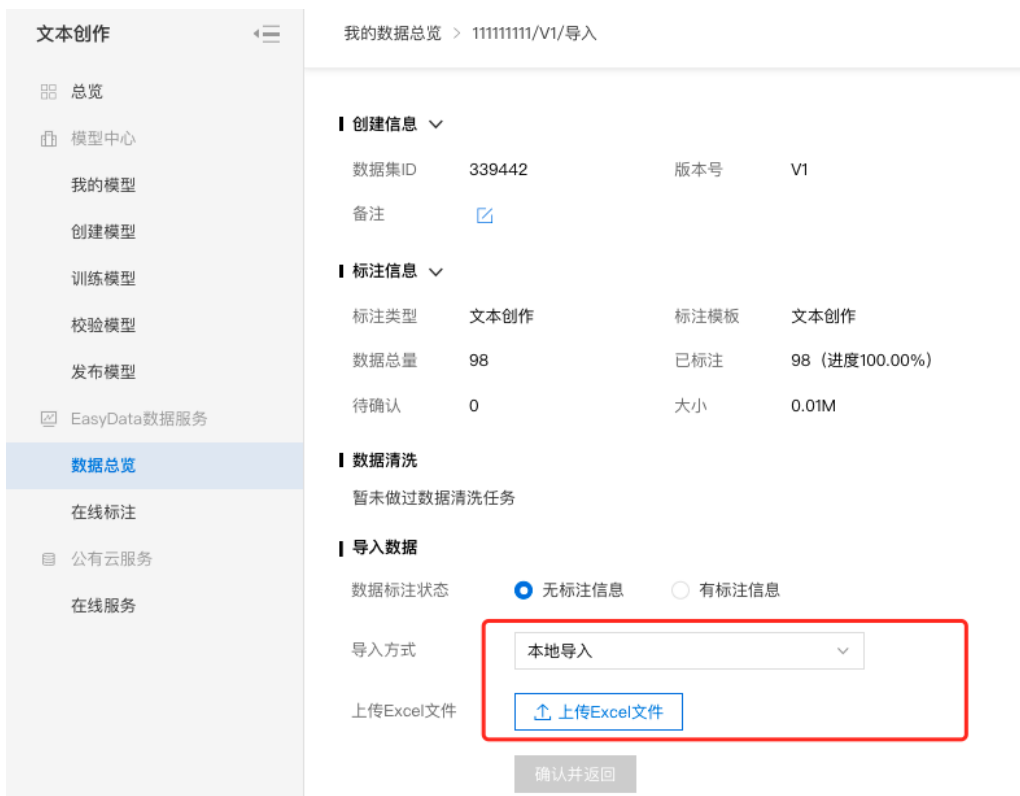 文本创作
总览
模型中心
我的模型
创建模型
训练模型
校验模型
发布模型
EasyData数据服务
数据总览
在线标注
公有云服务
在线服务
我的数据总览 > 111111111/V1/导入
创建信息
数据集ID 339442 版本号 V1
备注
标注信息
标注类型 文本创作 标注模板 文本创作
数据总量 98 已标注 98（进度100.00%）
待确认 0 大小 0.01M
数据清洗
暂未做过数据清洗任务
导入数据
数据标注状态 无标注信息 有标注信息
导入方式 本地导入
上传Excel文件 上传Excel文件
确认并返回